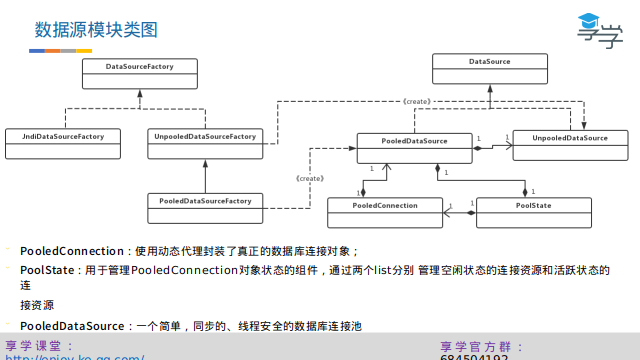 数据源模块类图
享学
DataSourceFactory
DataSource
《create》
JndiDataSourceFactory
UnpooledDataSourceFactory
PooledDataSource
UnpooledDataSource
1
1
《create》
1
1
PooledDataSourceFactory
1
1
PooledConnection
1
1
PoolState
PooledConnection：使用动态代理封装了真正的数据库连接对象；
PoolState：用于管理PooledConnection对象状态的组件，通过两个list分别 管理空闲状态的连接资源和活跃状态的
连
接资源
PooledDataSource：一个简单，同步的、线程安全的数据库连接池
享学课堂：
享学官方群：
http://enjoy.ke.qq.com/
684504192